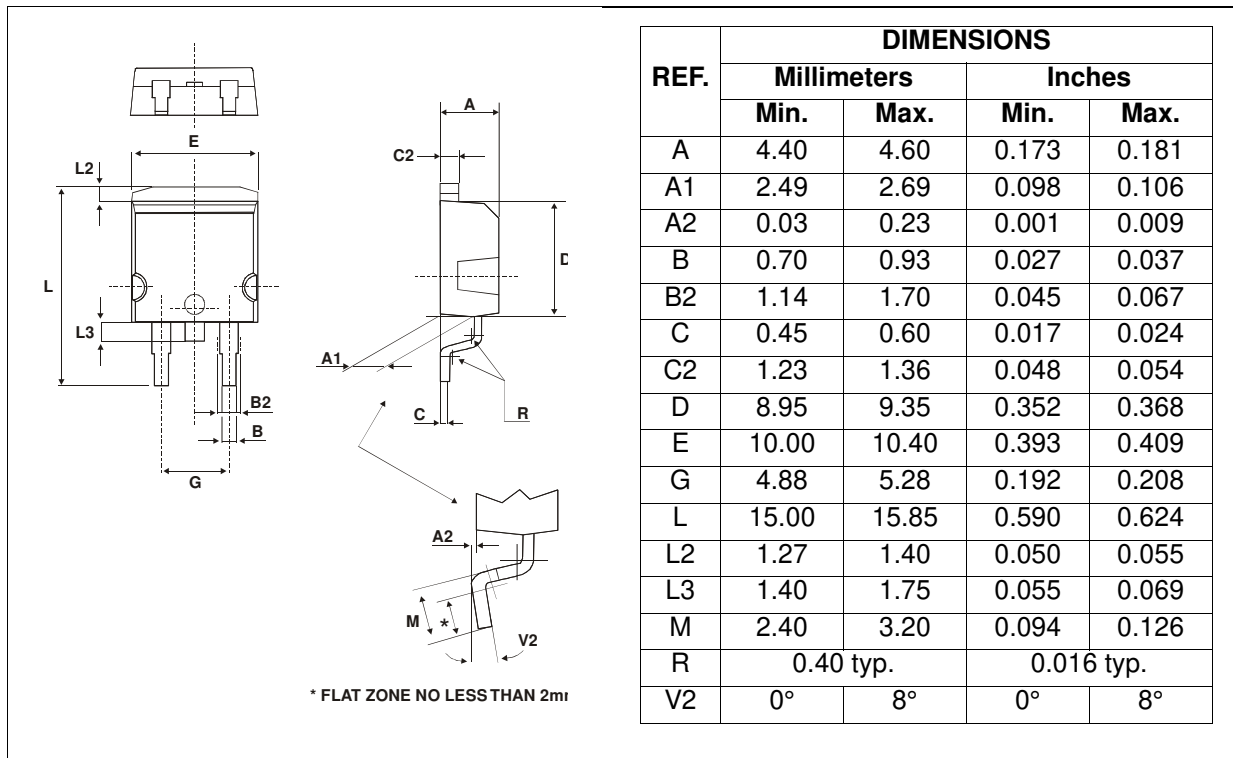 E
L2
L
L3
B2
B
G
A
C2
D
A1
C
R
A2
M
*
V2
* FLAT ZONE NO LESS THAN 2mm
REF.
DIMENSIONS
Millimeters Inches
Min. Max. Min. Max.
A 4.40 4.60 0.173 0.181
A1 2.49 2.69 0.098 0.106
A2 0.03 0.23 0.001 0.009
B 0.70 0.93 0.027 0.037
B2 1.14 1.70 0.045 0.067
C 0.45 0.60 0.017 0.024
C2 1.23 1.36 0.048 0.054
D 8.95 9.35 0.352 0.368
E 10.00 10.40 0.393 0.409
G 4.88 5.28 0.192 0.208
L 15.00 15.85 0.590 0.624
L2 1.27 1.40 0.050 0.055
L3 1.40 1.75 0.055 0.069
M 2.40 3.20 0.094 0.126
R 0.40 typ. 0.016 typ.
V2 0° 8° 0° 8°